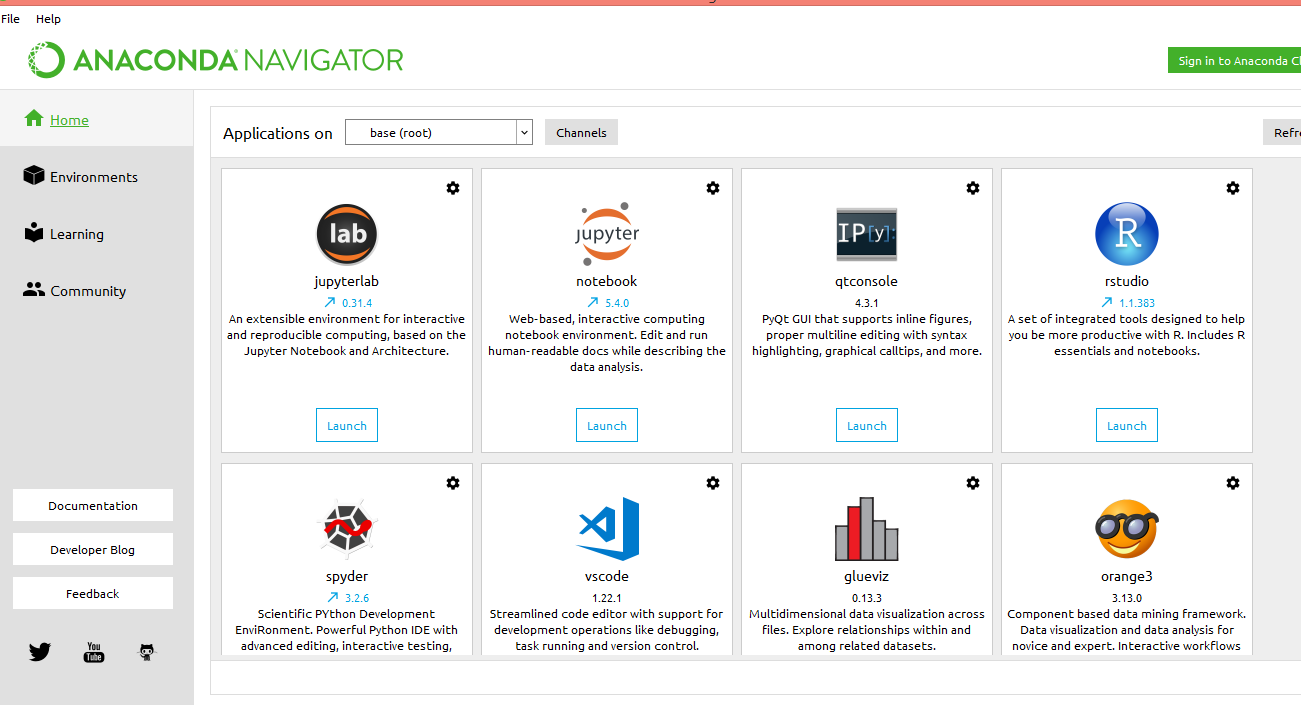 File Help
ANACONDA NAVIGATOR
Sign in to Anaconda Cl
Home
Environments
Learning
Community
Documentation
Developer Blog
Feedback
You
Tube
Applications on base (root) Channels
Refre
lab
jupyterlab
0.31.4
An extensible environment for interactive
and reproducible computing, based on the
Jupyter Notebook and Architecture.
Launch
jupyter
notebook
5.4.0
Web-based, interactive computing
notebook environment. Edit and run
human-readable docs while describing the
data analysis.
Launch
IP[y]:
qtconsole
4.3.1
PyQt GUI that supports inline figures,
proper multiline editing with syntax
highlighting, graphical calltips, and more.
Launch
R
rstudio
1.1.383
A set of integrated tools designed to help
you be more productive with R. Includes R
essentials and notebooks.
Launch
spyder
3.2.6
Scientific PYthon Development
EnviRonment. Powerful Python IDE with
advanced editing, interactive testing,
vscode
1.22.1
Streamlined code editor with support for
development operations like debugging,
task running and version control.
glueviz
0.13.3
Multidimensional data visualization across
files. Explore relationships within and
among related datasets.
orange3
3.13.0
Component based data mining framework.
Data visualization and data analysis for
novice and expert. Interactive workflows